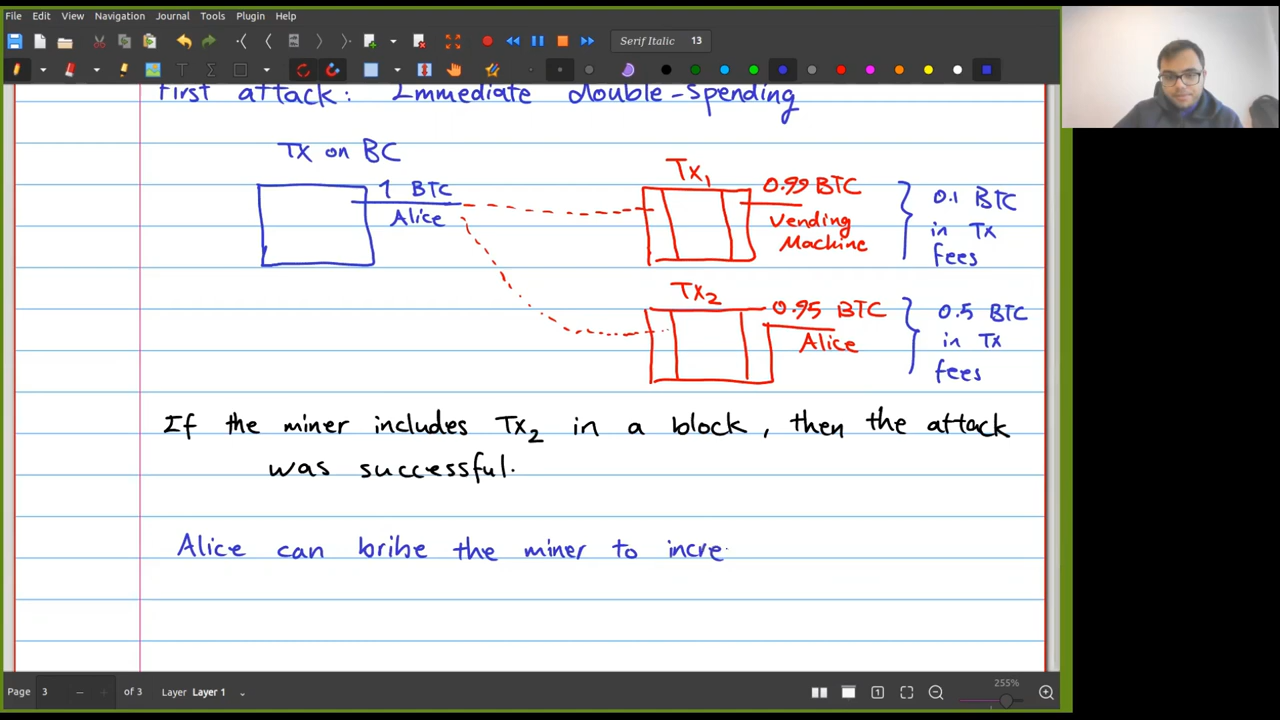 File Edit View Navigation Journal Tools Plugin Help
Serif Italic 13
First attack: Immediate double-Spending
TX on BC
1 BTC
Alice
Tx1
0.99 BTC
Vending
Machine
0.1 BTC
in Tx
fees
Tx2
0.95 BTC
Alice
0.5 BTC
in Tx
fees
If the miner includes Tx2 in a block, then the attack
was successful.
Alice can bribe the miner to incre
Page 3 of 3 Layer Layer 1
255%